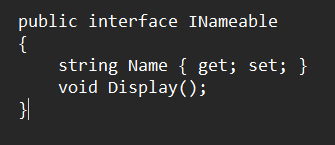 public interface INameable
{
    string Name { get; set; }
    void Display();
}